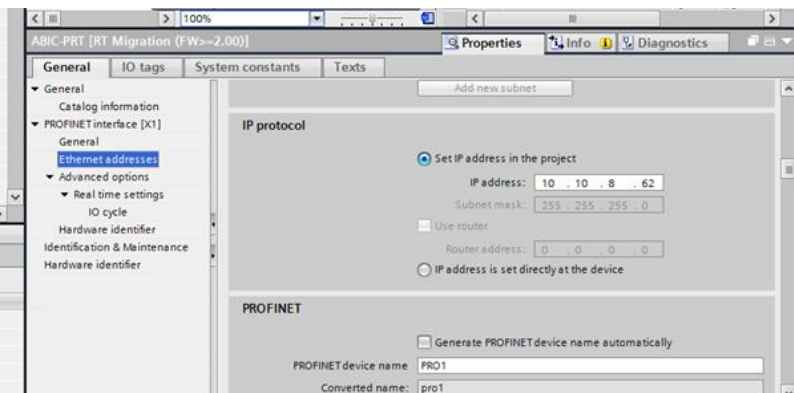 100%
ABIC-PRT [RT Migration (FW>=2.00)]
Properties
Info
Diagnostics
General
IO tags
System constants
Texts
General
Catalog information
PROFINET interface [X1]
General
Ethernet addresses
Advanced options
Real time settings
IO cycle
Hardware identifier
Identification & Maintenance
Hardware identifier
Add new subnet
IP protocol
Set IP address in the project
IP address: 10 . 10 . 8 . 62
Subnet mask: 255 . 255 . 255 . 0
Use router
Router address: 0 . 0 . 0 . 0
IP address is set directly at the device
PROFINET
Generate PROFINET device name automatically
PROFINET device name PRO1
Converted name: pro1